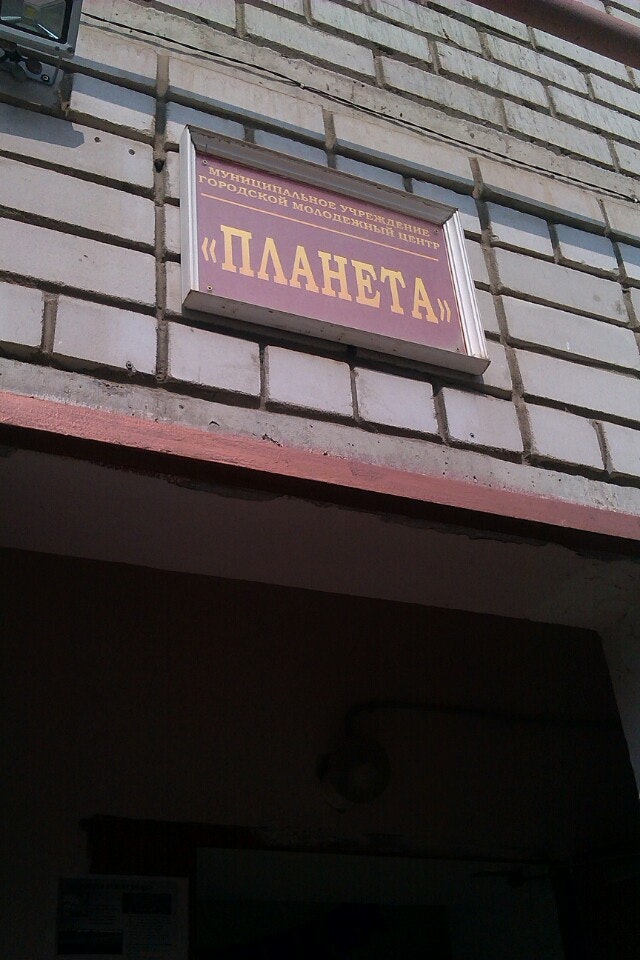 МУНИЦИПАЛЬНОЕ УЧРЕЖДЕНИЕ
ГОРОДСКОЙ МОЛОДЕЖНЫЙ ЦЕНТР
«ПЛАНЕТА»